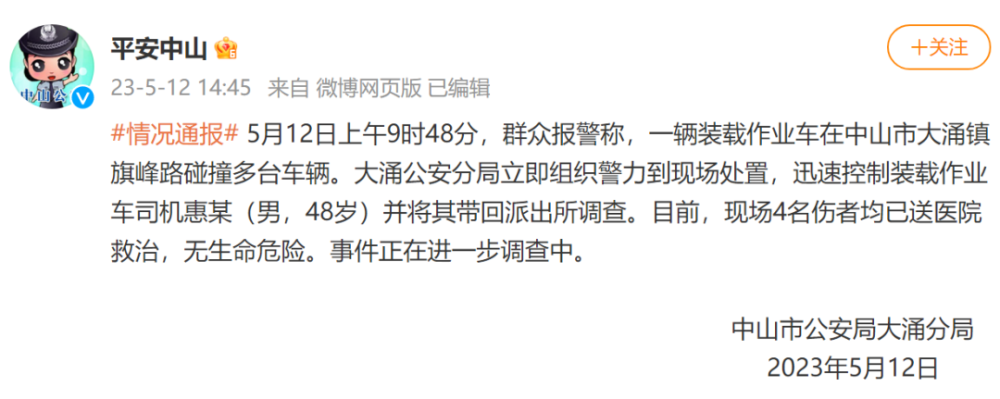 平安中山
+关注
23-5-12 14:45 来自 微博网页版 已编辑
#情况通报# 5月12日上午9时48分，群众报警称，一辆装载作业车在中山市大涌镇
旗峰路碰撞多台车辆。大涌公安分局立即组织警力到现场处置，迅速控制装载作业
车司机惠某（男，48岁）并将其带回派出所调查。目前，现场4名伤者均已送医院
救治，无生命危险。事件正在进一步调查中。
中山市公安局大涌分局
2023年5月12日
中山公